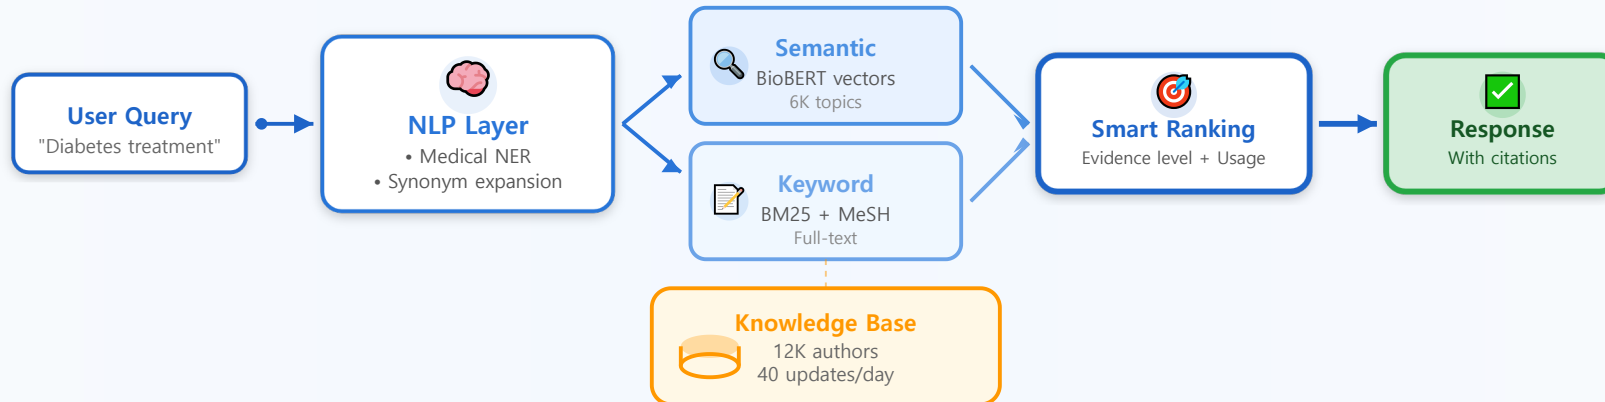 User Query
"Diabetes treatment"
NLP Layer
• Medical NER
• Synonym expansion
Semantic
BioBERT vectors
6K topics
Keyword
BM25 + MeSH
Full-text
Knowledge Base
12K authors
40 updates/day
Smart Ranking
Evidence level + Usage
Response
With citations